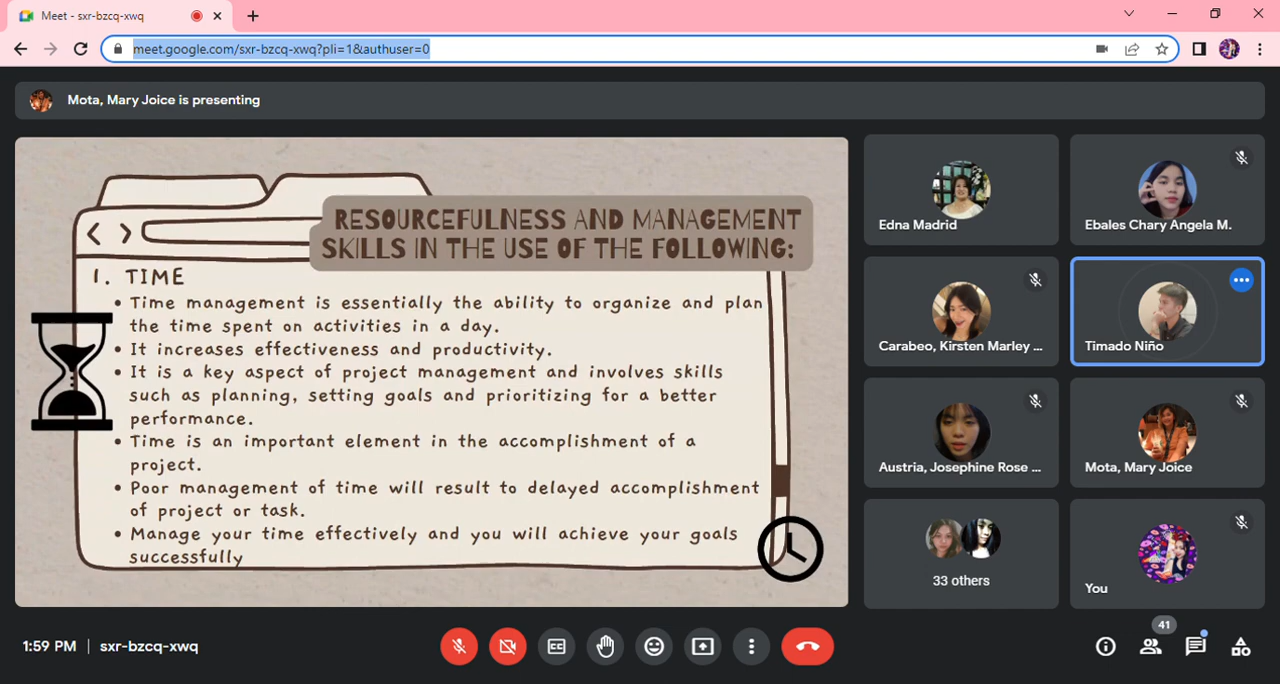 Meet - sxr-bzcq-xwq
meet.google.com/sxr-bzcq-xwq?pli=1&authuser=0
Mota, Mary Joice is presenting
RESOURCEFULNESS AND MANAGEMENT
SKILLS IN THE USE OF THE FOLLOWING:
1. TIME
• Time management is essentially the ability to organize and plan
the time spent on activities in a day.
• It increases effectiveness and productivity.
• It is a key aspect of project management and involves skills
such as planning, setting goals and prioritizing for a better
performance.
• Time is an important element in the accomplishment of a
project.
• Poor management of time will result to delayed accomplishment
of project or task.
• Manage your time effectively and you will achieve your goals
successfully
Edna Madrid
Ebales Chary Angela M.
Carabeo, Kirsten Marley ...
Timado Niño
Austria, Josephine Rose ...
Mota, Mary Joice
33 others
You
1:59 PM | sxr-bzcq-xwq
CC
41